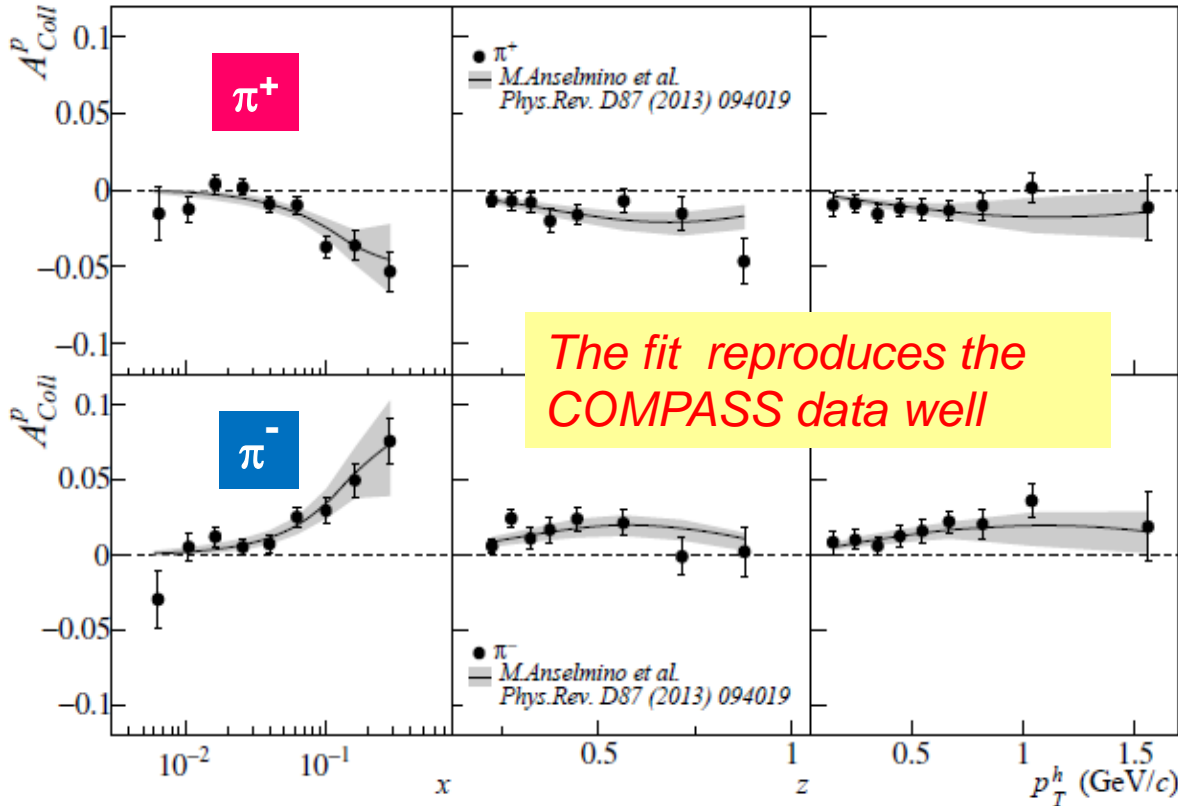 A^p_Coll
0.1
0.05
0
−0.05
−0.1
π+
π+
M.Anselmino et al.
Phys.Rev. D87 (2013) 094019
The fit reproduces the
COMPASS data well
A^p_Coll
0.1
0.05
0
−0.05
−0.1
π-
π−
M.Anselmino et al.
Phys.Rev. D87 (2013) 094019
10^−2
10^−1
x
0.5
1
z
0.5
1
1.5
p_T^h (GeV/c)